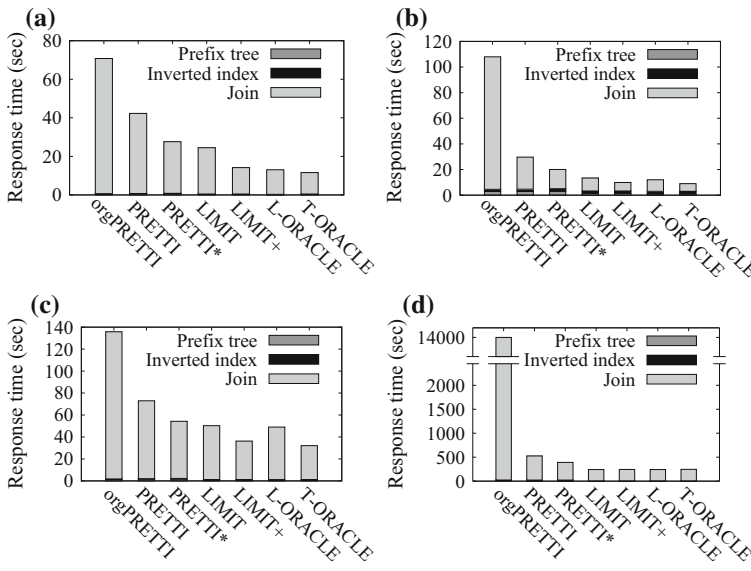 (a)
Response time (sec)
80
60
40
20
0
Prefix tree
Inverted index
Join
orgPRETTI
PRETTI
PRETTI*
LIMIT
LIMIT+
L-ORACLE
T-ORACLE
(b)
Response time (sec)
120
100
80
60
40
20
0
Prefix tree
Inverted index
Join
orgPRETTI
PRETTI
PRETTI*
LIMIT
LIMIT+
L-ORACLE
T-ORACLE
(c)
Response time (sec)
140
120
100
80
60
40
20
0
Prefix tree
Inverted index
Join
orgPRETTI
PRETTI
PRETTI*
LIMIT
LIMIT+
L-ORACLE
T-ORACLE
(d)
Response time (sec)
14000
2000
1500
1000
500
0
Prefix tree
Inverted index
Join
orgPRETTI
PRETTI
PRETTI*
LIMIT
LIMIT+
L-ORACLE
T-ORACLE